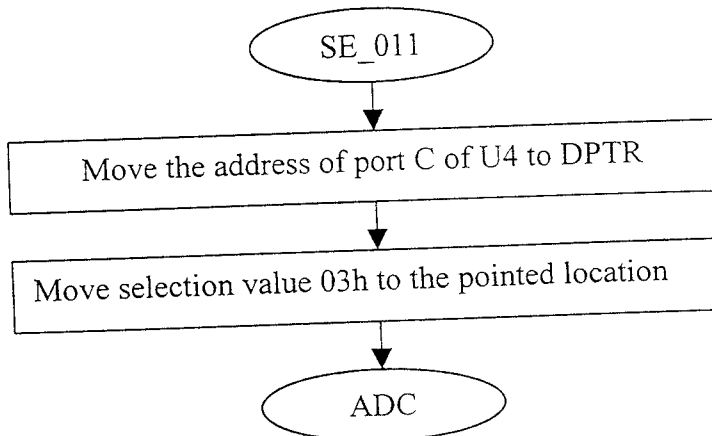 SE_011
Move the address of port C of U4 to DPTR
Move selection value 03h to the pointed location
ADC